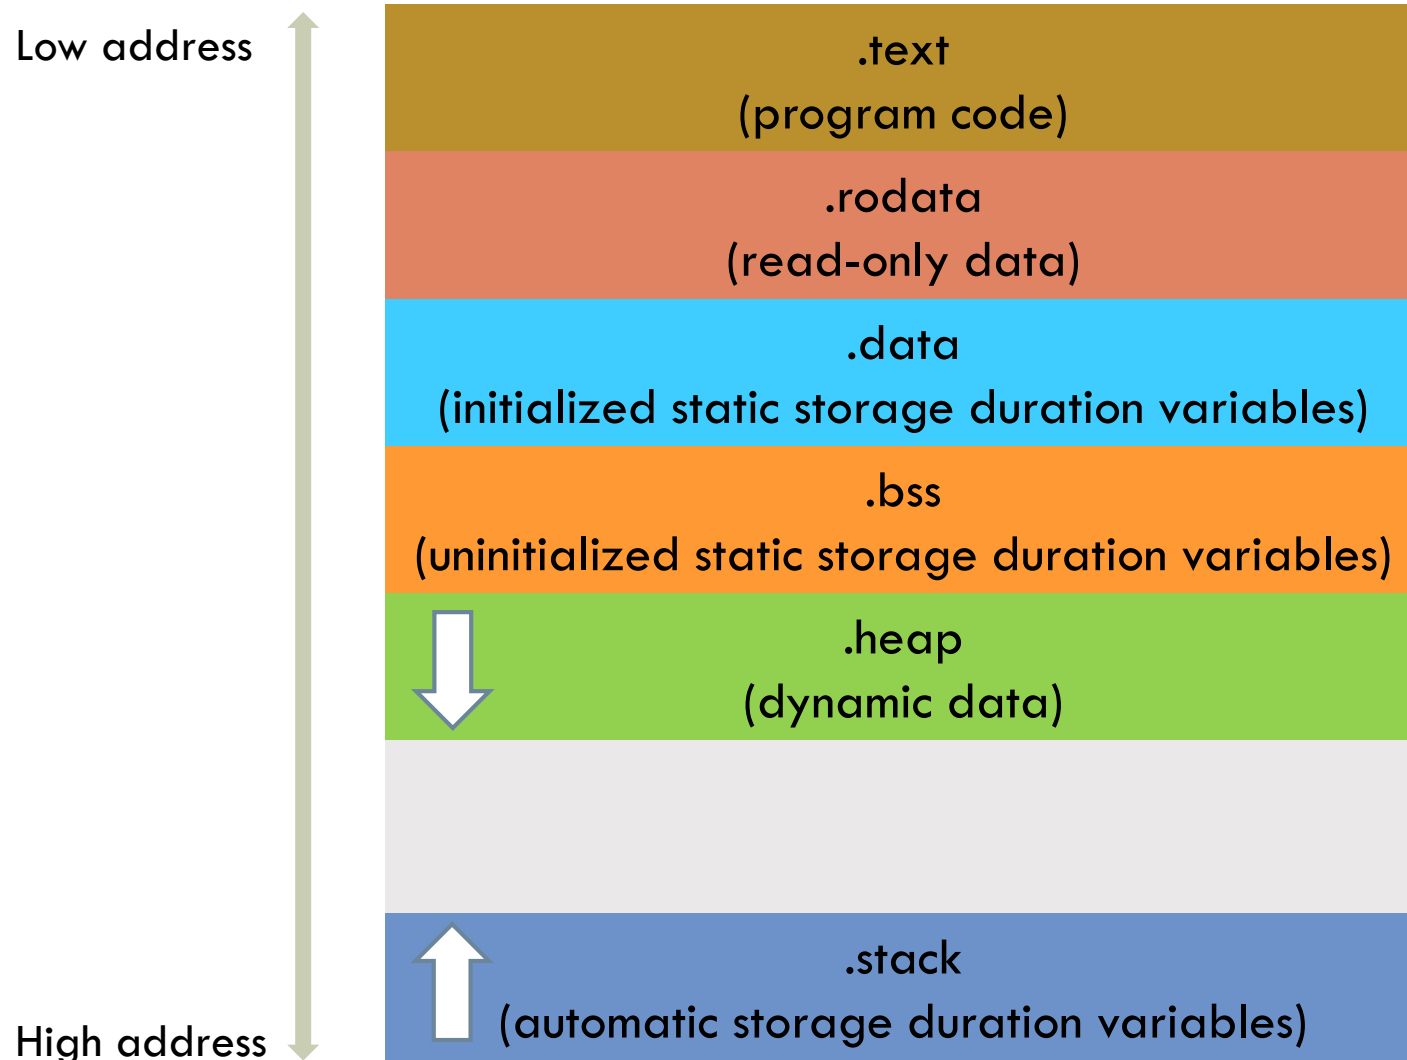 Low address
.text
(program code)
.rodata
(read-only data)
.data
(initialized static storage duration variables)
.bss
(uninitialized static storage duration variables)
.heap
(dynamic data)
.stack
(automatic storage duration variables)
High address